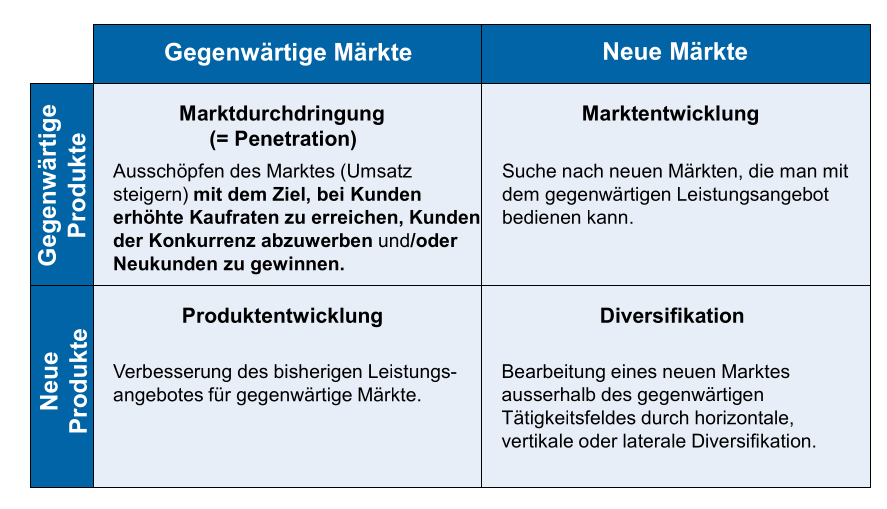 Gegenwärtige Märkte
Neue Märkte
Gegenwärtige
Produkte
Marktdurchdringung
(= Penetration)
Ausschöpfen des Marktes (Umsatz
steigern) mit dem Ziel, bei Kunden
erhöhte Kaufraten zu erreichen, Kunden
der Konkurrenz abzuwerben und/oder
Neukunden zu gewinnen.
Marktentwicklung
Suche nach neuen Märkten, die man mit
dem gegenwärtigen Leistungsangebot
bedienen kann.
Neue
Produkte
Produktentwicklung
Verbesserung des bisherigen Leistungs-
angebotes für gegenwärtige Märkte.
Diversifikation
Bearbeitung eines neuen Marktes
ausserhalb des gegenwärtigen
Tätigkeitsfeldes durch horizontale,
vertikale oder laterale Diversifikation.